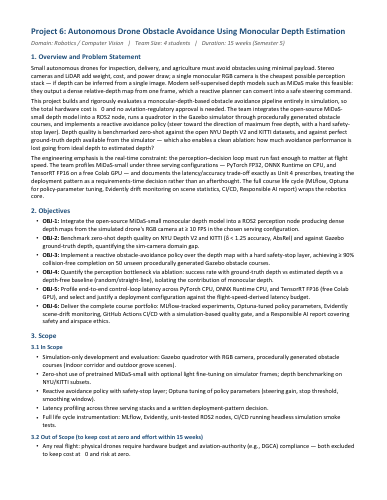 Project 6: Autonomous Drone Obstacle Avoidance Using Monocular Depth Estimation
Domain: Robotics / Computer Vision | Team Size: 4 students | Duration: 15 weeks (Semester 5)
1. Overview and Problem Statement
Small autonomous drones for inspection, delivery, and agriculture must avoid obstacles using minimal payload. Stereo
cameras and LiDAR add weight, cost, and power draw; a single monocular RGB camera is the cheapest possible perception
stack — if depth can be inferred from a single image. Modern self-supervised depth models such as MiDaS make this feasible:
they output a dense relative-depth map from one frame, which a reactive planner can convert into a safe steering command.
This project builds and rigorously evaluates a monocular-depth-based obstacle avoidance pipeline entirely in simulation, so
the total hardware cost is 0 and no aviation-regulatory approval is needed. The team integrates the open-source MiDaS-
small depth model into a ROS2 node, runs a quadrotor in the Gazebo simulator through procedurally generated obstacle
courses, and implements a reactive avoidance policy (steer toward the direction of maximum free depth, with a hard safety-
stop layer). Depth quality is benchmarked zero-shot against the open NYU Depth V2 and KITTI datasets, and against perfect
ground-truth depth available from the simulator — which also enables a clean ablation: how much avoidance performance is
lost going from ideal depth to estimated depth?
The engineering emphasis is the real-time constraint: the perception-decision loop must run fast enough to matter at flight
speed. The team profiles MiDaS-small under three serving configurations — PyTorch FP32, ONNX Runtime on CPU, and
TensorRT FP16 on a free Colab GPU — and documents the latency/accuracy trade-off exactly as Unit 4 prescribes, treating the
deployment pattern as a requirements-time decision rather than an afterthought. The full course life cycle (MLflow, Optuna
for policy-parameter tuning, Evidently drift monitoring on scene statistics, CI/CD, Responsible AI report) wraps the robotics
core.
2. Objectives
• OBJ-1: Integrate the open-source MiDaS-small monocular depth model into a ROS2 perception node producing dense
depth maps from the simulated drone's RGB camera at ≥ 10 FPS in the chosen serving configuration.
• OBJ-2: Benchmark zero-shot depth quality on NYU Depth V2 and KITTI (δ < 1.25 accuracy, AbsRel) and against Gazebo
ground-truth depth, quantifying the sim-domain gap.
• OBJ-3: Implement a reactive obstacle-avoidance policy over the depth map with a hard safety-stop layer, achieving ≥ 90%
collision-free completion on 50 unseen procedurally generated Gazebo obstacle courses.
• OBJ-4: Quantify the perception bottleneck via ablation: success rate with ground-truth depth vs estimated depth vs a
depth-free baseline (random/straight-line), isolating the contribution of monocular depth.
• OBJ-5: Profile end-to-end control-loop latency across PyTorch CPU, ONNX Runtime CPU, and TensorRT FP16 (free Colab
GPU), and select and justify a deployment configuration against the flight-speed-derived latency budget.
• OBJ-6: Deliver the complete course portfolio: MLflow-tracked experiments, Optuna-tuned policy parameters, Evidently
scene-drift monitoring, GitHub Actions CI/CD with a simulation-based quality gate, and a Responsible AI report covering
safety and airspace ethics.
3. Scope
3.1 In Scope
• Simulation-only development and evaluation: Gazebo quadrotor with RGB camera, procedurally generated obstacle
courses (indoor corridor and outdoor grove scenes).
• Zero-shot use of pretrained MiDaS-small with optional light fine-tuning on simulator frames; depth benchmarking on
NYU/KITTI subsets.
• Reactive avoidance policy with safety-stop layer; Optuna tuning of policy parameters (steering gain, stop threshold,
smoothing window).
• Latency profiling across three serving stacks and a written deployment-pattern decision.
• Full life cycle instrumentation: MLflow, Evidently, unit-tested ROS2 nodes, CI/CD running headless simulation smoke
tests.
3.2 Out of Scope (to keep cost at zero and effort within 15 weeks)
• Any real flight: physical drones require hardware budget and aviation-authority (e.g., DGCA) compliance — both excluded
to keep cost at 0 and risk at zero.